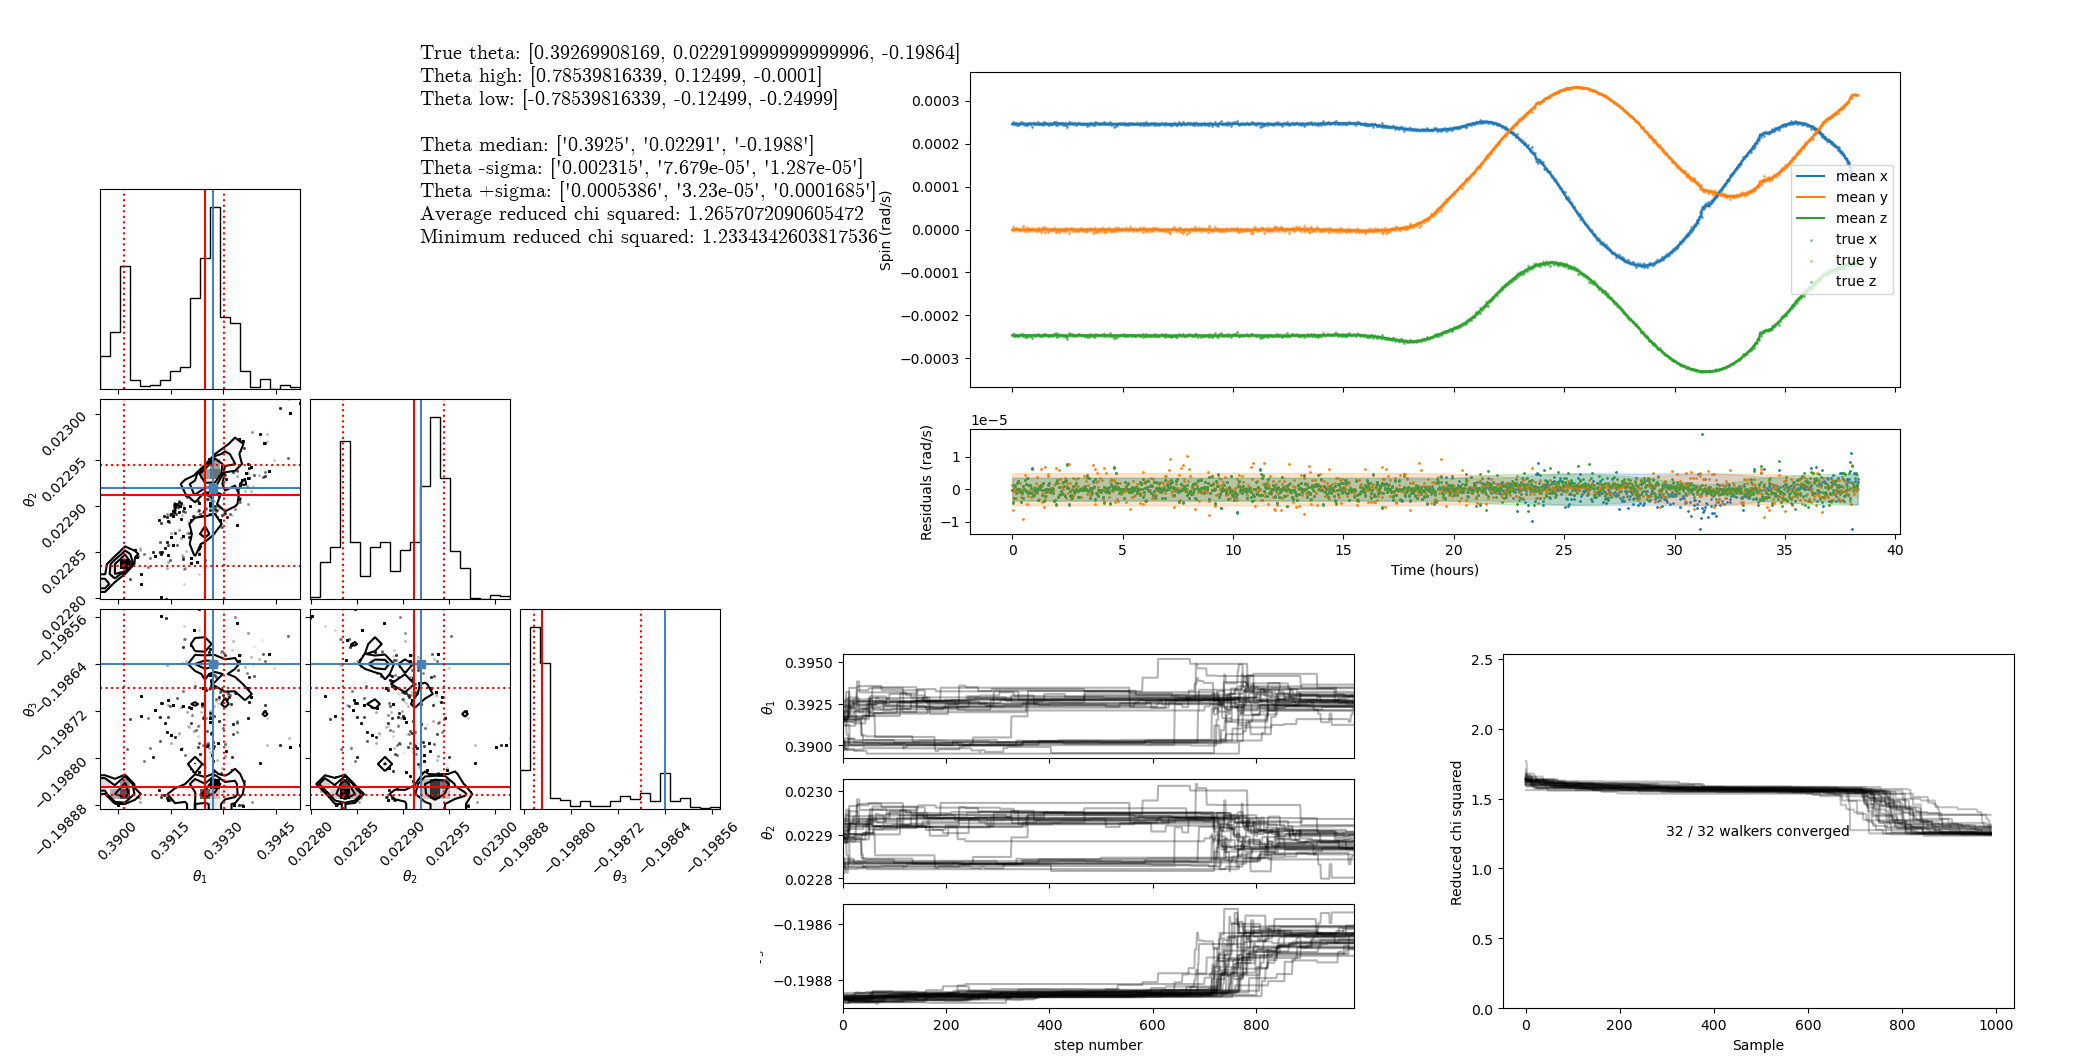 True theta: [0.39269908169, 0.022919999999999996, -0.19864]
Theta high: [0.78539816339, 0.12499, -0.0001]
Theta low: [-0.78539816339, -0.12499, -0.24999]
Theta median: ['0.3925', '0.02291', '-0.1988']
Theta -sigma: ['0.002315', '7.679e-05', '1.287e-05']
Theta +sigma: ['0.0005386', '3.23e-05', '0.0001685']
Average reduced chi squared: 1.2657072090605472
Minimum reduced chi squared: 1.2334342603817536
Spin (rad/s)
0.0003
0.0002
0.0001
0.0000
−0.0001
−0.0002
−0.0003
mean x
mean y
mean z
true x
true y
true z
1e−5
Residuals (rad/s)
1
0
−1
0 5 10 15 20 25 30 35 40
Time (hours)
θ2
0.02300
0.02295
0.02290
0.02285
0.02280
θ3
−0.19856
−0.19864
−0.19872
−0.19880
−0.19888
0.3900 0.3915 0.3930 0.3945
θ1
0.02280 0.02285 0.02290 0.02295 0.02300
θ2
−0.19888 −0.19880 −0.19872 −0.19864 −0.19856
θ3
θ1
0.3950
0.3925
0.3900
θ2
0.0230
0.0229
0.0228
−0.1986
−0.1988
0 200 400 600 800
step number
Reduced chi squared
2.5
2.0
1.5
1.0
0.5
0.0
32 / 32 walkers converged
0 200 400 600 800 1000
Sample